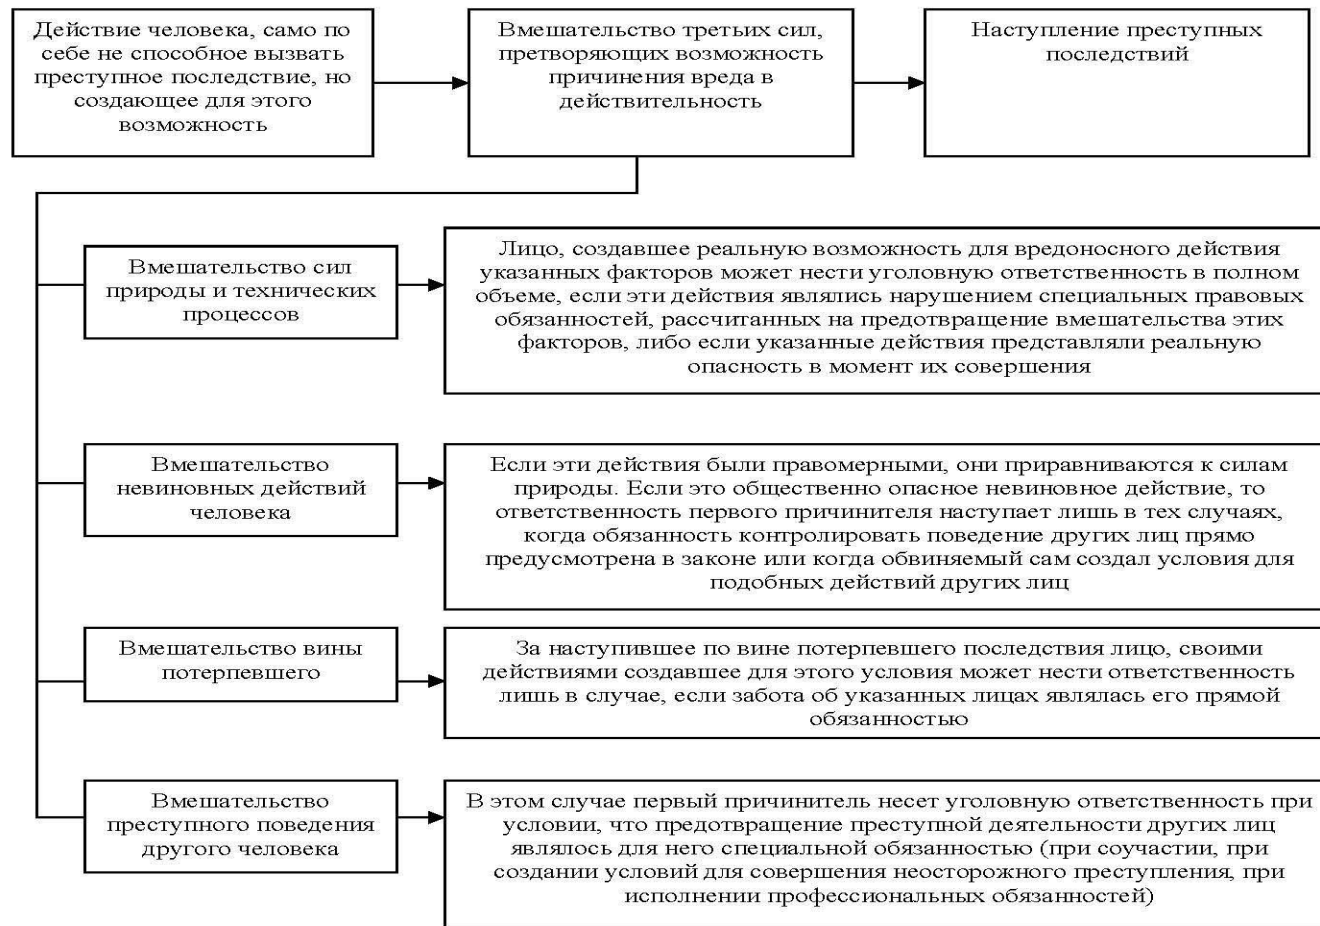 Действие человека, само по
себе не способное вызвать
преступное последствие, но
создающее для этого
возможность
Вмешательство третьих сил,
претворяющих возможность
причинения вреда в
действительность
Наступление преступных
последствий
Вмешательство сил
природы и технических
процессов
Лицо, создавшее реальную возможность для вредоносного действия
указанных факторов может нести уголовную ответственность в полном
объеме, если эти действия являлись нарушением специальных правовых
обязанностей, рассчитанных на предотвращение вмешательства этих
факторов, либо если указанные действия представляли реальную
опасность в момент их совершения
Вмешательство
невиновных действий
человека
Если эти действия были правомерными, они приравниваются к силам
природы. Если это общественно опасное невиновное действие, то
ответственность первого причинителя наступает лишь в тех случаях,
когда обязанность контролировать поведение других лиц прямо
предусмотрена в законе или когда обвиняемый сам создал условия для
подобных действий других лиц
Вмешательство вины
потерпевшего
За наступившее по вине потерпевшего последствия лицо, своими
действиями создавшее для этого условия может нести ответственность
лишь в случае, если забота об указанных лицах являлась его прямой
обязанностью
Вмешательство
преступного поведения
другого человека
В этом случае первый причинитель несет уголовную ответственность при
условии, что предотвращение преступной деятельности других лиц
являлось для него специальной обязанностью (при соучастии, при
создании условий для совершения неосторожного преступления, при
исполнении профессиональных обязанностей)